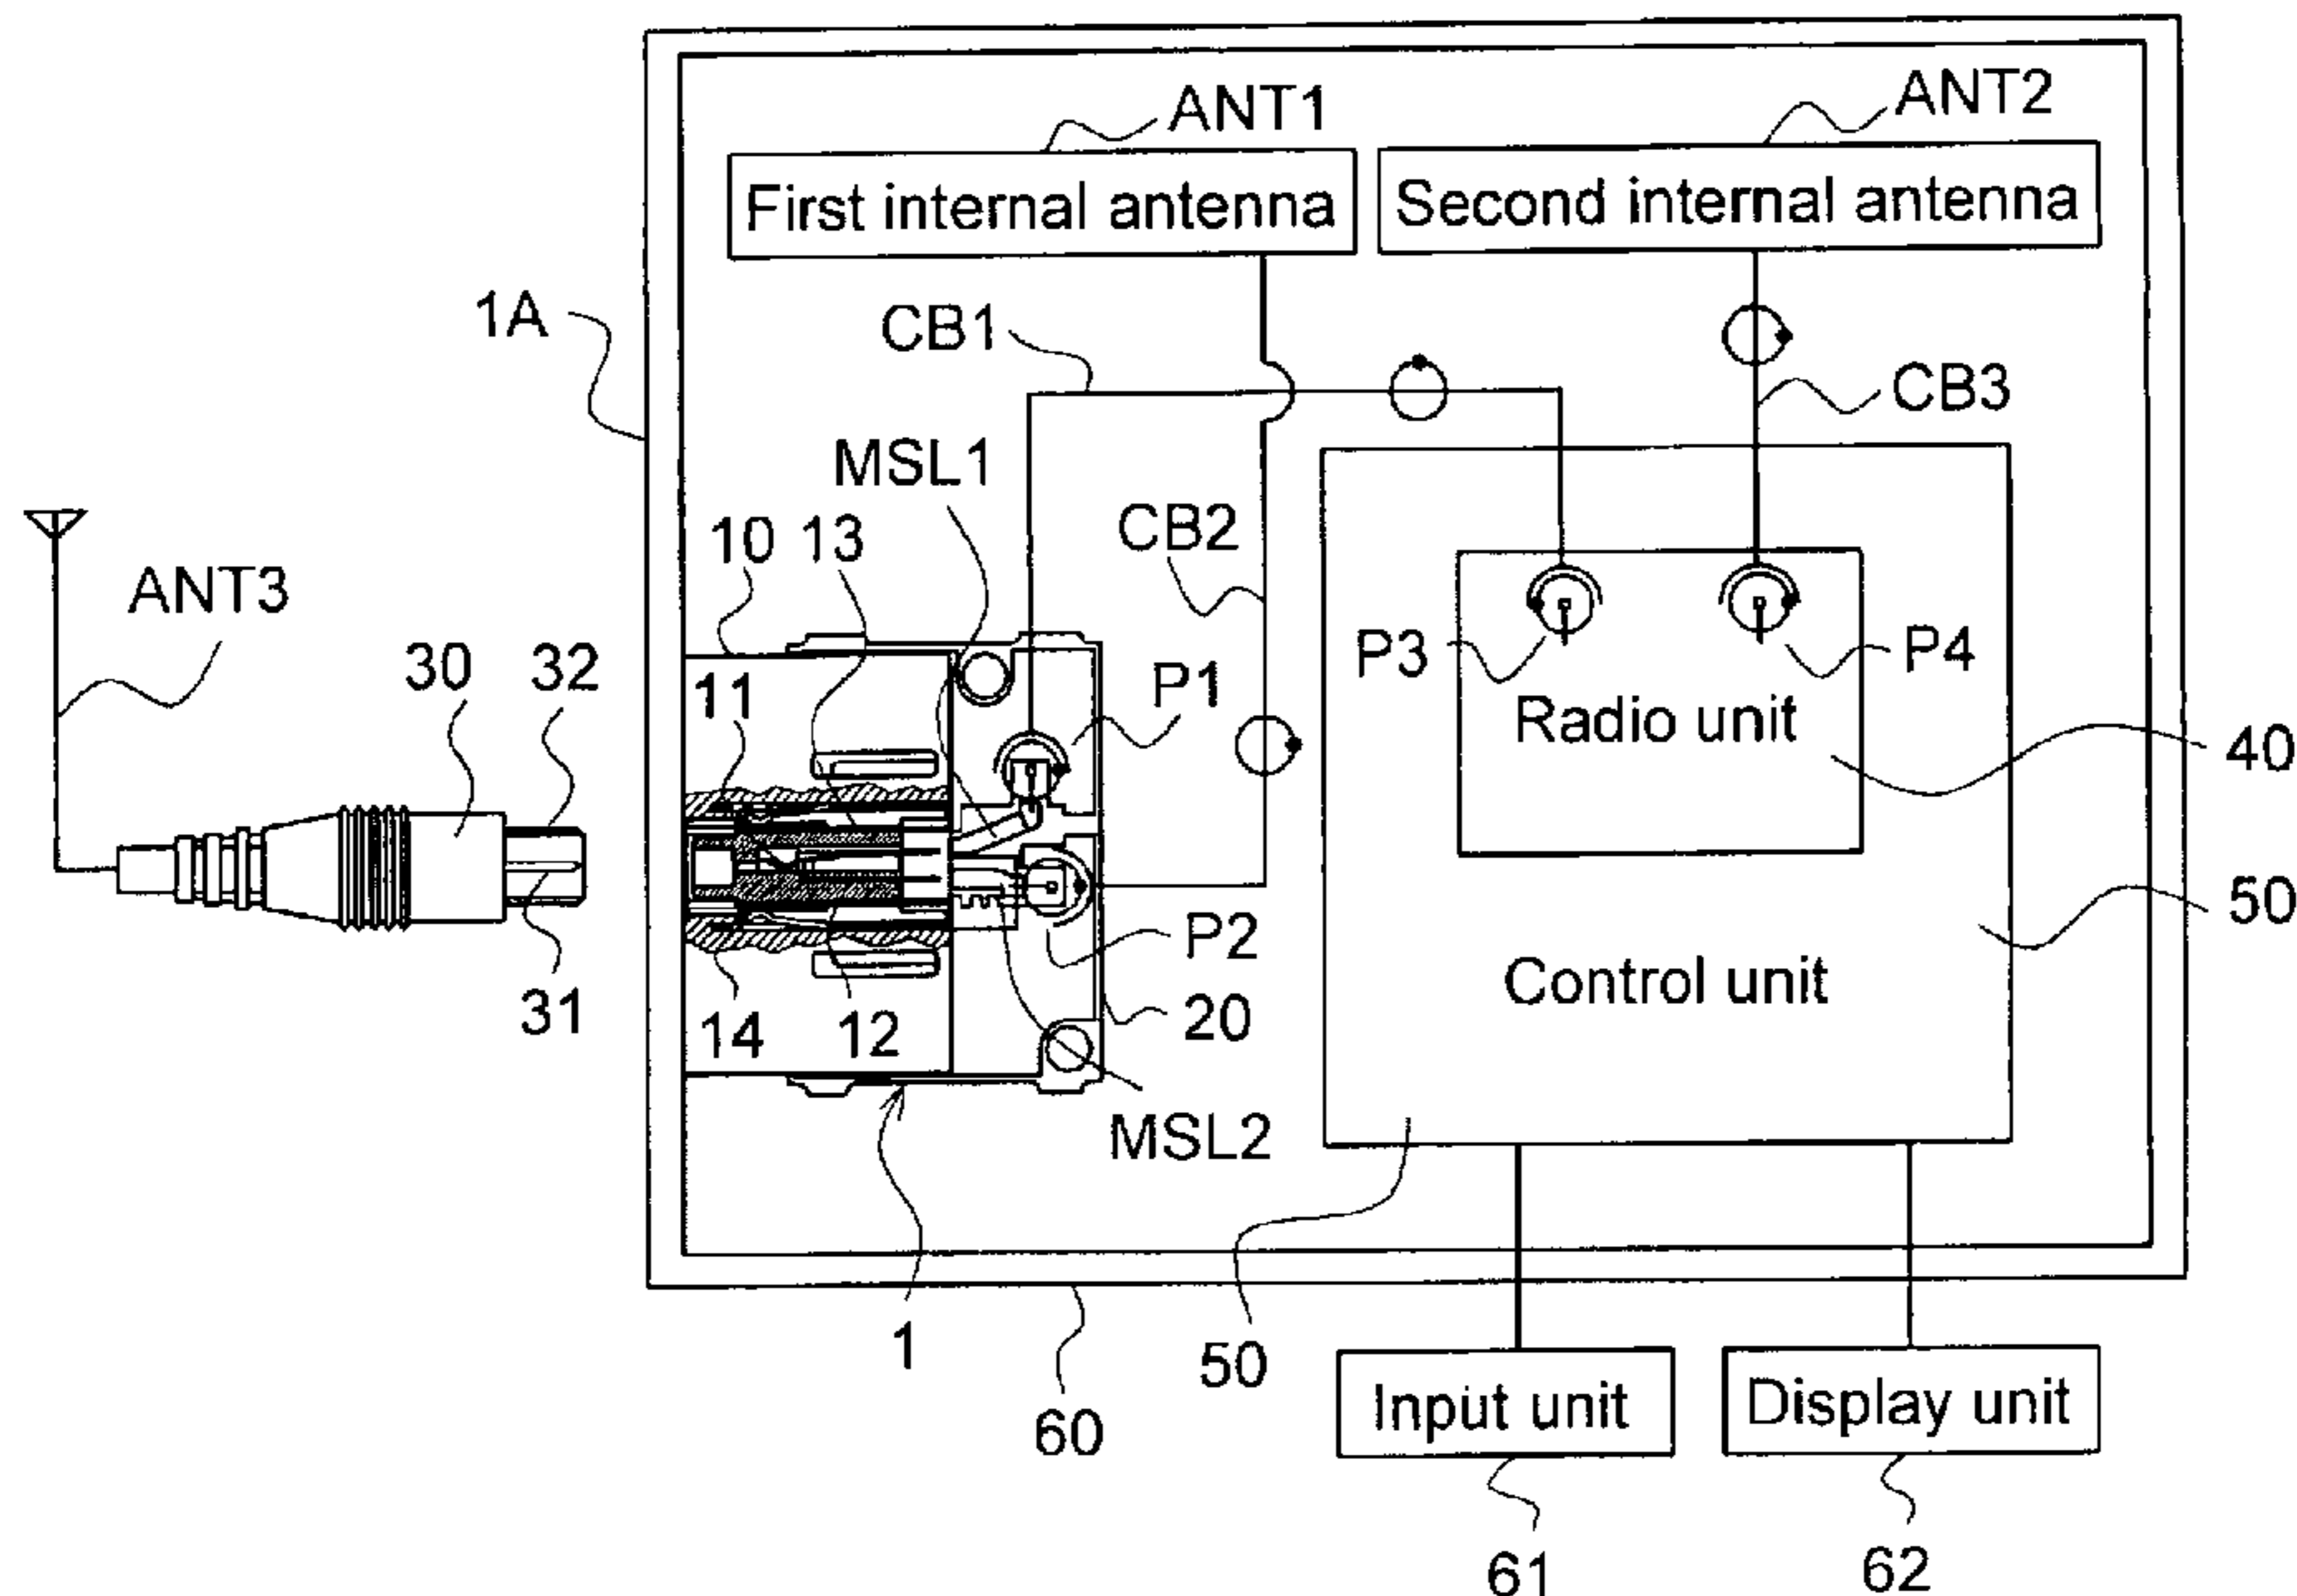 ANT1
ANT2
First internal antenna
Second internal antenna
1A
CB1
CB3
MSL1
CB2
10
13
ANT3
30
32
11
P1
P3
P4
Radio unit
40
50
31
14
12
P2
20
Control unit
MSL2
1
50
60
Input unit
Display unit
61
62